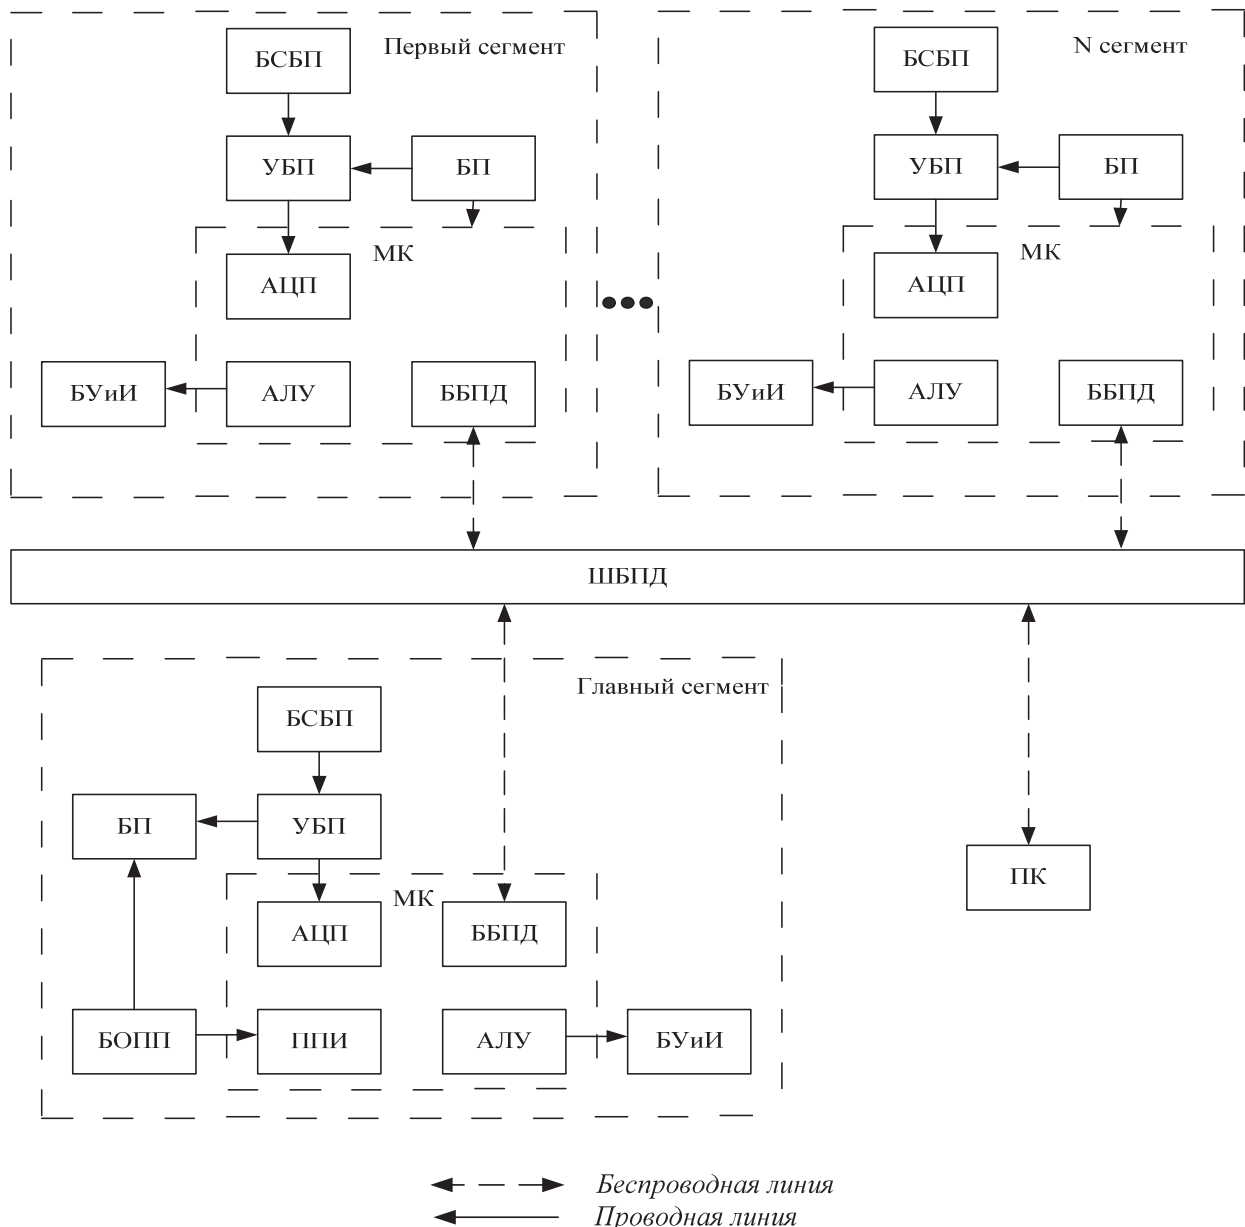 Первый сегмент
БСБП
УБП
БП
МК
АЦП
БУиИ
АЛУ
ББПД
N сегмент
БСБП
УБП
БП
МК
АЦП
БУиИ
АЛУ
ББПД
ШБПД
Главный сегмент
БСБП
БП
УБП
МК
АЦП
ББПД
БОПП
ППИ
АЛУ
БУиИ
ПК
Беспроводная линия
Проводная линия